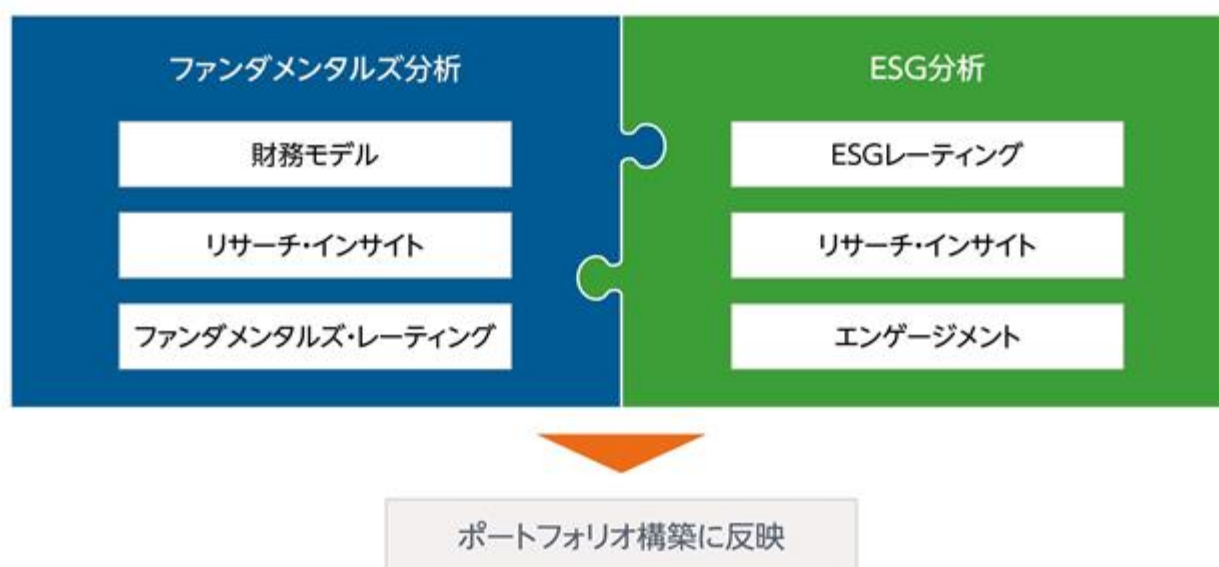 ファンダメンタルズ分析
財務モデル
リサーチ・インサイト
ファンダメンタルズ・レーティング
ESG分析
ESGレーティング
リサーチ・インサイト
エンゲージメント
ポートフォリオ構築に反映